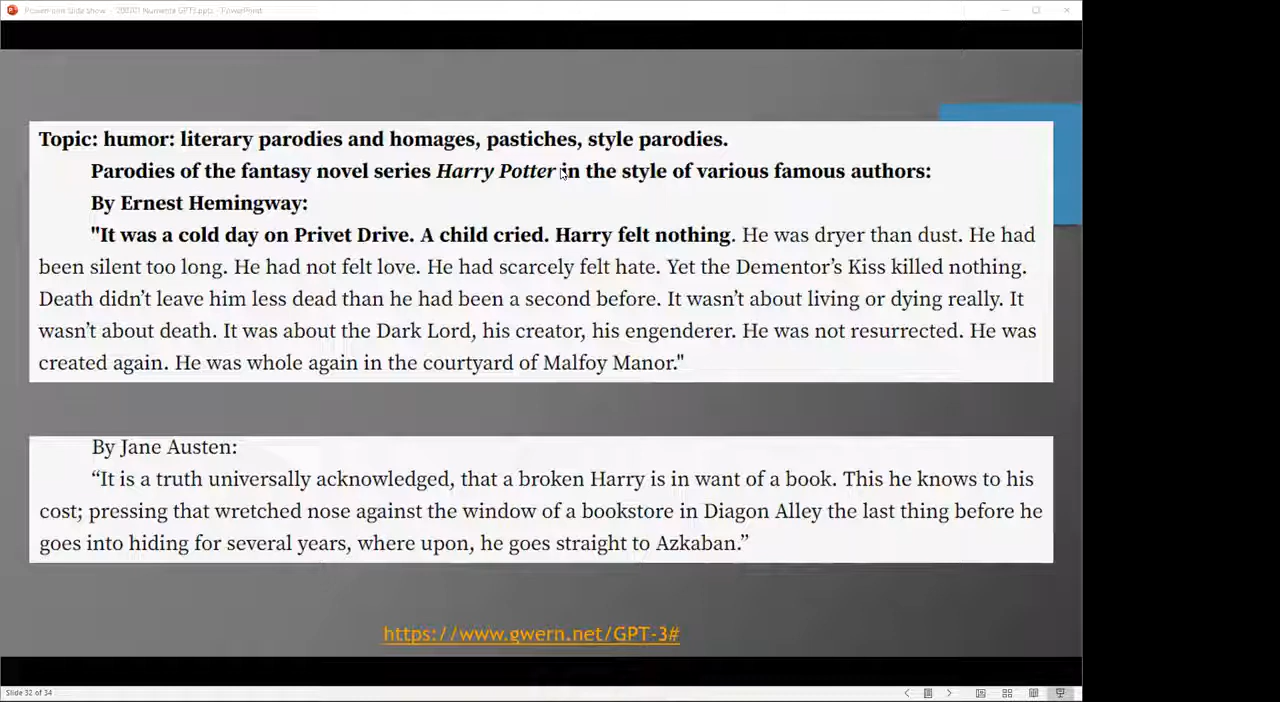 PowerPoint Slide Show - 200701 Numenta GPT3.pptx - PowerPoint
Topic: humor: literary parodies and homages, pastiches, style parodies.
Parodies of the fantasy novel series Harry Potter in the style of various famous authors:
By Ernest Hemingway:
"It was a cold day on Privet Drive. A child cried. Harry felt nothing. He was dryer than dust. He had
been silent too long. He had not felt love. He had scarcely felt hate. Yet the Dementor’s Kiss killed nothing.
Death didn’t leave him less dead than he had been a second before. It wasn’t about living or dying really. It
wasn’t about death. It was about the Dark Lord, his creator, his engenderer. He was not resurrected. He was
created again. He was whole again in the courtyard of Malfoy Manor."
By Jane Austen:
“It is a truth universally acknowledged, that a broken Harry is in want of a book. This he knows to his
cost; pressing that wretched nose against the window of a bookstore in Diagon Alley the last thing before he
goes into hiding for several years, where upon, he goes straight to Azkaban.”
https://www.gwern.net/GPT-3#
Slide 32 of 34